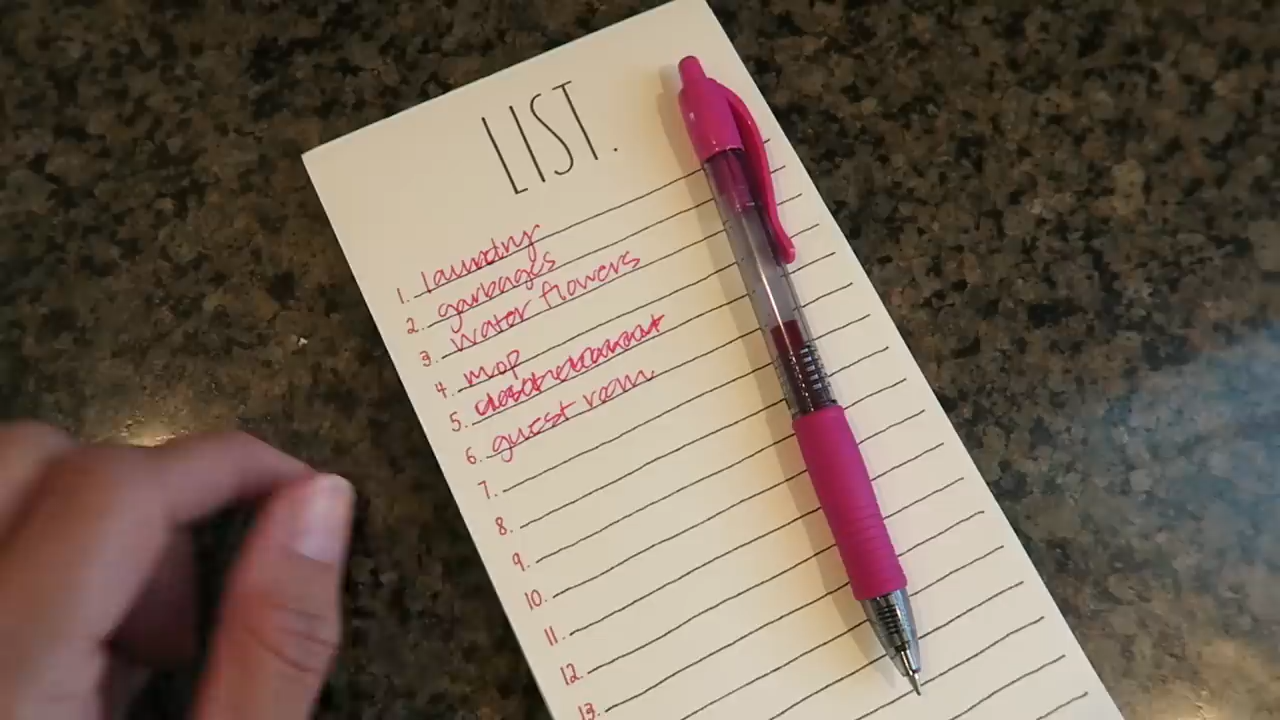 LIST.
1. laundry
2. garbages
3. water flowers
4. mop
5.
6. guest room
7.
8.
9.
10.
11.
12.
13.